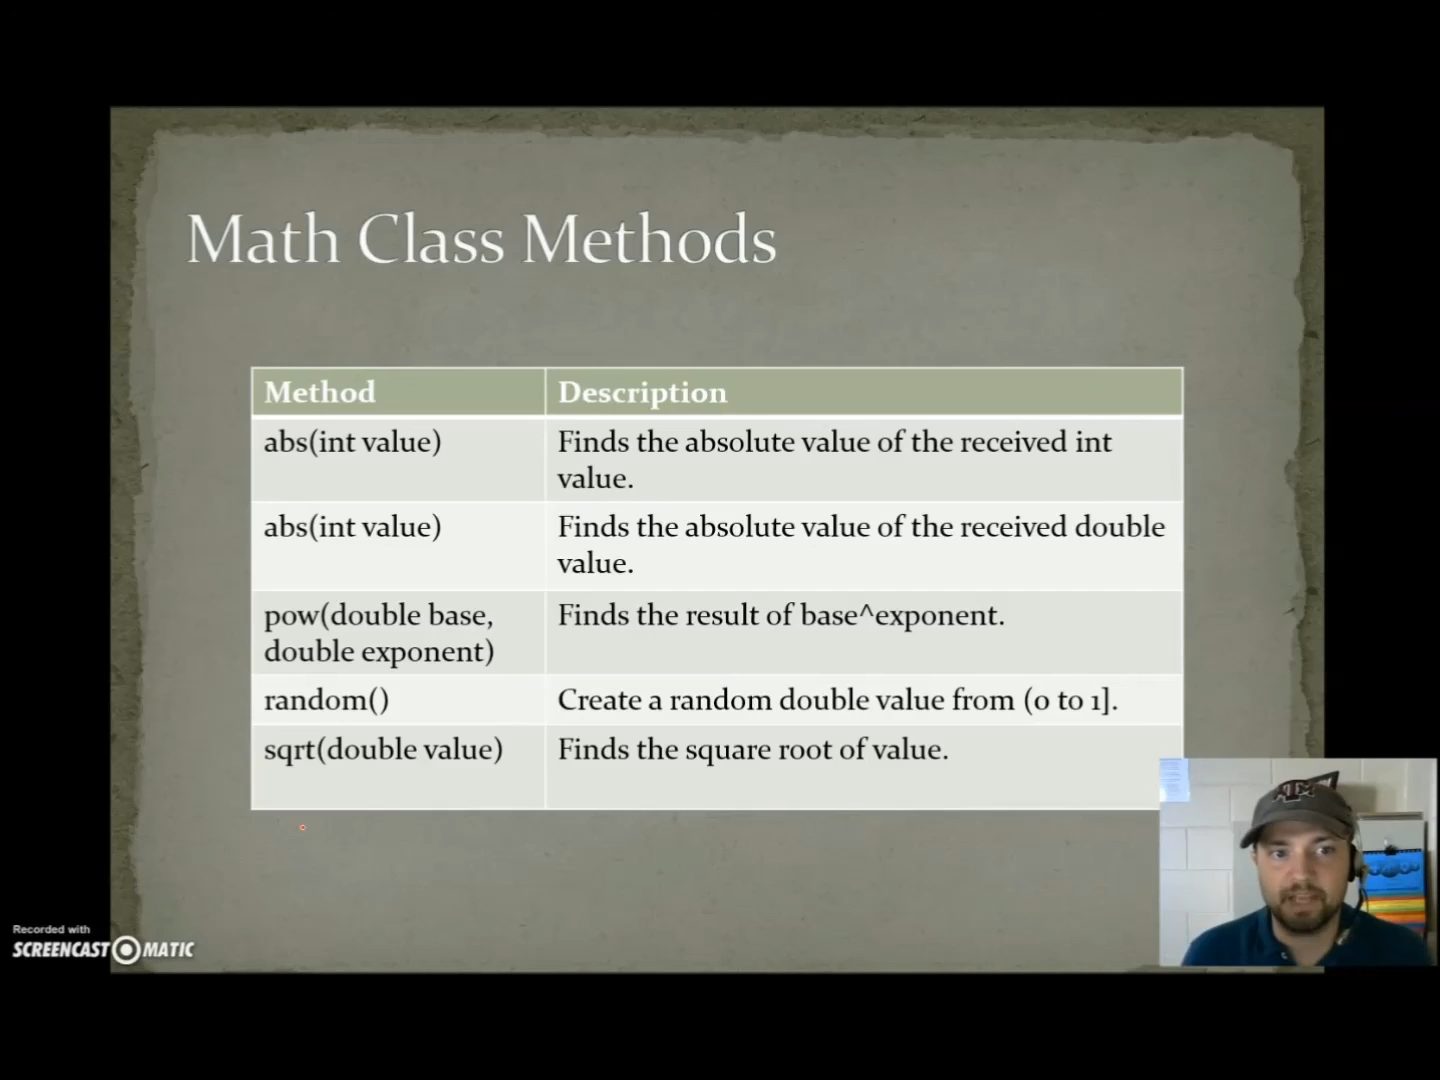 Math Class Methods
Method Description
abs(int value) Finds the absolute value of the received int
value.
abs(int value) Finds the absolute value of the received double
value.
pow(double base, Finds the result of base^exponent.
double exponent)
random() Create a random double value from (0 to 1].
sqrt(double value) Finds the square root of value.
ATM
Recorded with
SCREENCAST MATIC